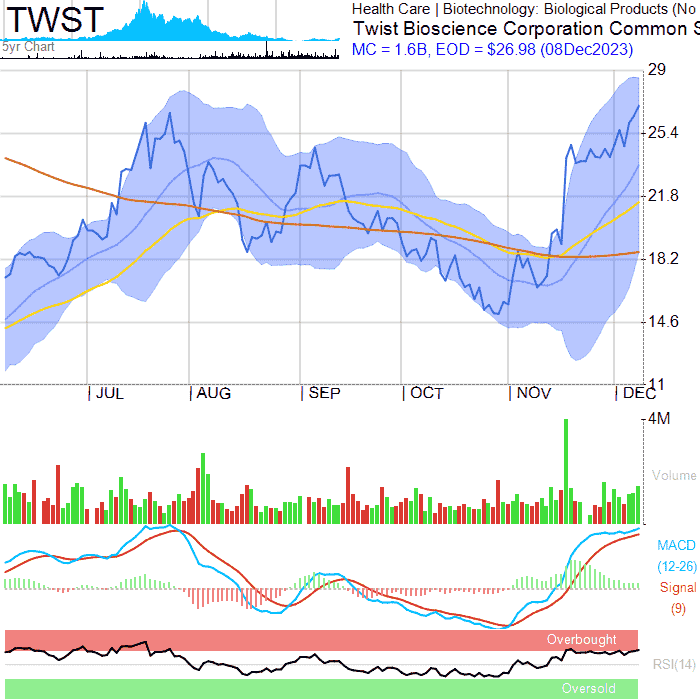 TWST
Health Care | Biotechnology: Biological Products (No
Twist Bioscience Corporation Common S
MC = 1.6B, EOD = $26.98 (08Dec2023)
5yr Chart
29
25.4
21.8
18.2
14.6
11
JUL AUG SEP OCT NOV DEC
4M
Volume
MACD
(12-26)
Signal
(9)
Overbought
RSI(14)
Oversold